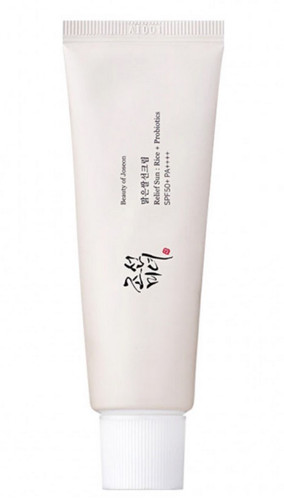 Beauty of Joseon
맑은쌀선크림
Relief Sun : Rice + Probiotics
SPF50+ PA++++
조선
미녀